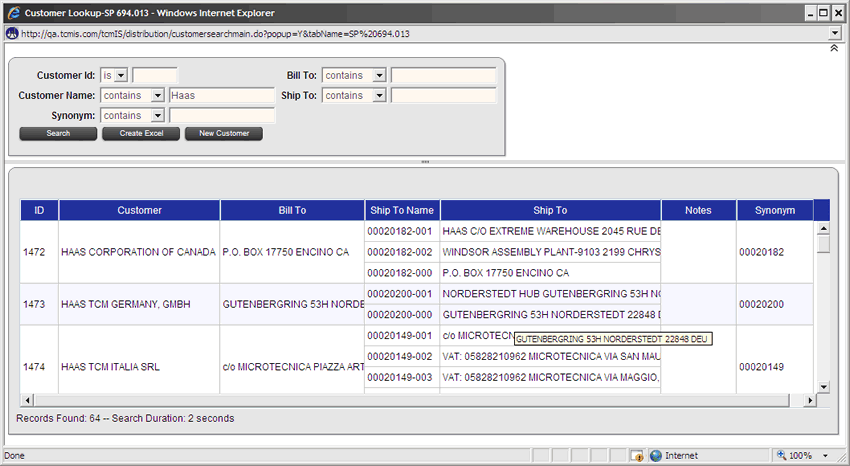 Customer Lookup-SP 694.013 - Windows Internet Explorer
http://qa.tcmis.com/tcmIS/distribution/customersearchmain.do?popup=Y&tabName=SP%20694.013
Customer Id: is Bill To: contains
Customer Name: contains Haas Ship To: contains
Synonym: contains
Search Create Excel New Customer
ID Customer Bill To Ship To Name Ship To Notes Synonym
1472 HAAS CORPORATION OF CANADA P.O. BOX 17750 ENCINO CA 00020182-001 HAAS C/O EXTREME WAREHOUSE 2045 RUE DE 00020182
00020182-002 WINDSOR ASSEMBLY PLANT-9103 2199 CHRYS
00020182-000 P.O. BOX 17750 ENCINO CA
1473 HAAS TCM GERMANY, GMBH GUTENBERGRING 53H NORDE 00020200-001 NORDERSTEDT HUB GUTENBERGRING 53H NO 00020200
00020200-000 GUTENBERGRING 53H NORDERSTEDT 22848 D
1474 HAAS TCM ITALIA SRL c/o MICROTECNICA PIAZZA ART 00020149-001 c/o MICROTECN 00020149
GUTENBERGRING 53H NORDERSTEDT 22848 DEU
00020149-002 VAT: 05828210962 MICROTECNICA VIA SAN MAU
00020149-003 VAT: 05828210962 MICROTECNICA VIA MAGGIO,
Records Found: 64 -- Search Duration: 2 seconds
Done Internet 100%